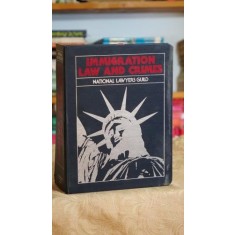 IMMIGRATION
LAW AND CRIMES
NATIONAL LAWYERS GUILD